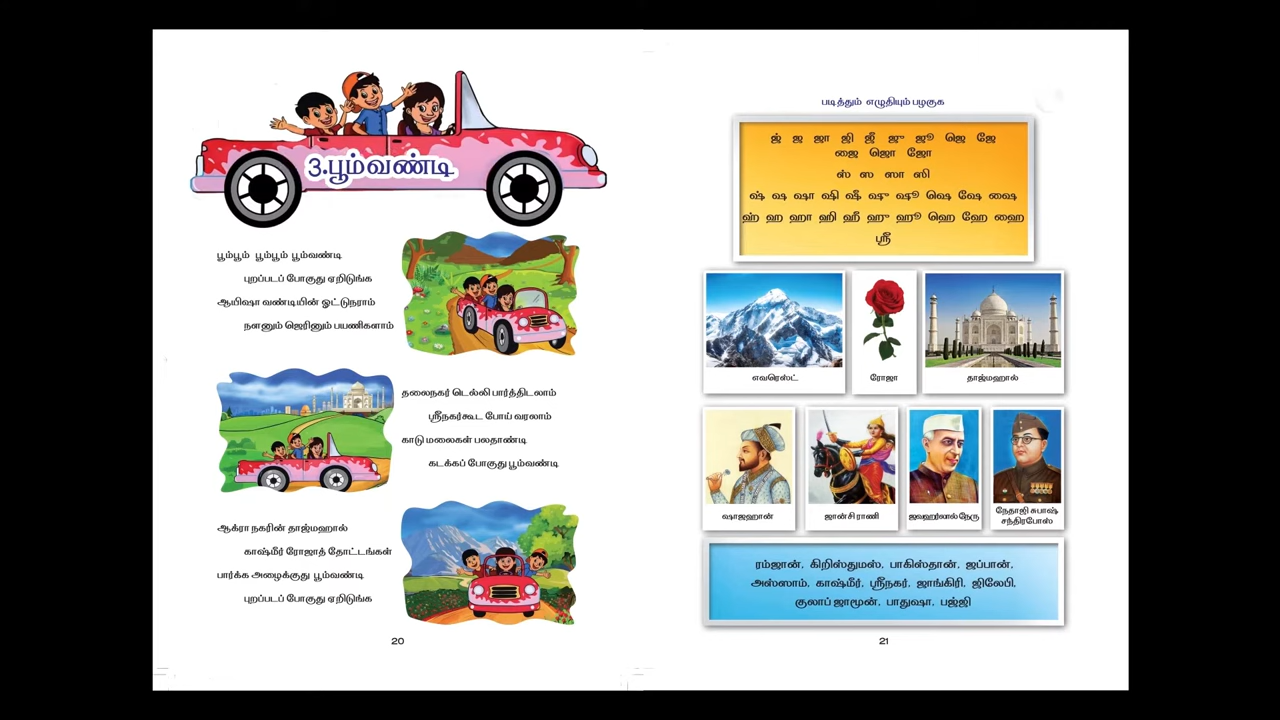 3.பூம்வண்டி
பூம்பூம் பூம்பூம் பூம்வண்டி
புறப்படப் போகுது ஏறிடுங்க
ஆயிஷா வண்டியின் ஓட்டுநராம்
நளனும் ஜெரினும் பயணிகளாம்
தலைநகர் டெல்லி பார்த்திடலாம்
ஸ்ரீநகர்கூட போய் வரலாம்
காடு மலைகள் பலதாண்டி
கடக்கப் போகுது பூம்வண்டி
ஆக்ரா நகரின் தாஜ்மஹால்
காஷ்மீர் ரோஜாத் தோட்டங்கள்
பார்க்க அழைக்குது பூம்வண்டி
புறப்படப் போகுது ஏறிடுங்க
20
படித்தும் எழுதியும் பழகுக
ஜ் ஜ ஜா ஜி ஜீ ஜு ஜூ ஜெ ஜே
ஜை ஜொ ஜோ
ஸ் ஸ ஸா ஸி
ஷ் ஷ ஷா ஷி ஷீ ஷு ஷூ ஷெ ஷே ஷை
ஹ் ஹ ஹா ஹி ஹீ ஹு ஹூ ஹெ ஹே ஹை
ஸ்ரீ
எவரெஸ்ட்
ரோஜா
தாஜ்மஹால்
ஷாஜஹான்
ஜான்சி ராணி
ஜவஹர்லால் நேரு
நேதாஜி சுபாஷ்
சந்திரபோஸ்
ரம்ஜான், கிறிஸ்துமஸ், பாகிஸ்தான், ஜப்பான்,
அஸ்ஸாம், காஷ்மீர், ஸ்ரீநகர், ஜாங்கிரி, ஜிலேபி,
குலாப் ஜாமூன், பாதுஷா, பஜ்ஜி
21